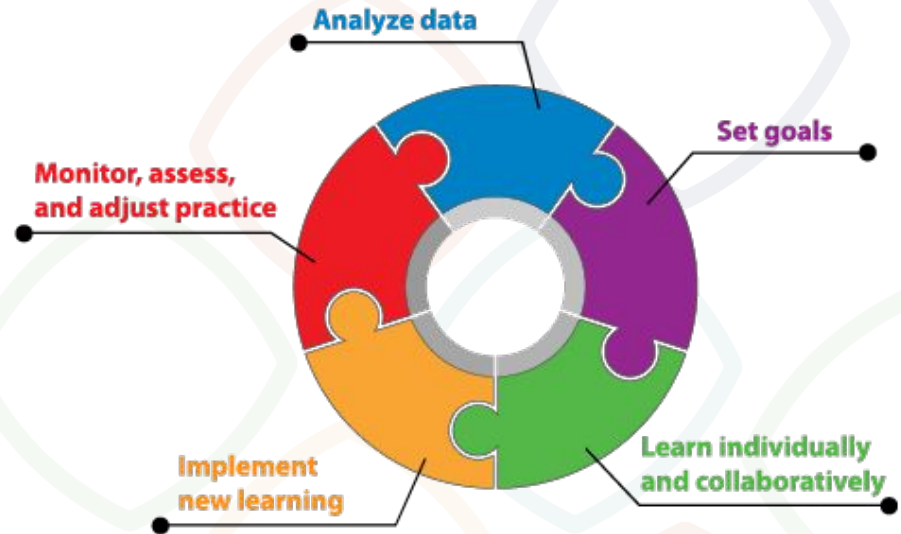 Analyze data
Set goals
Learn individually
and collaboratively
Implement
new learning
Monitor, assess,
and adjust practice